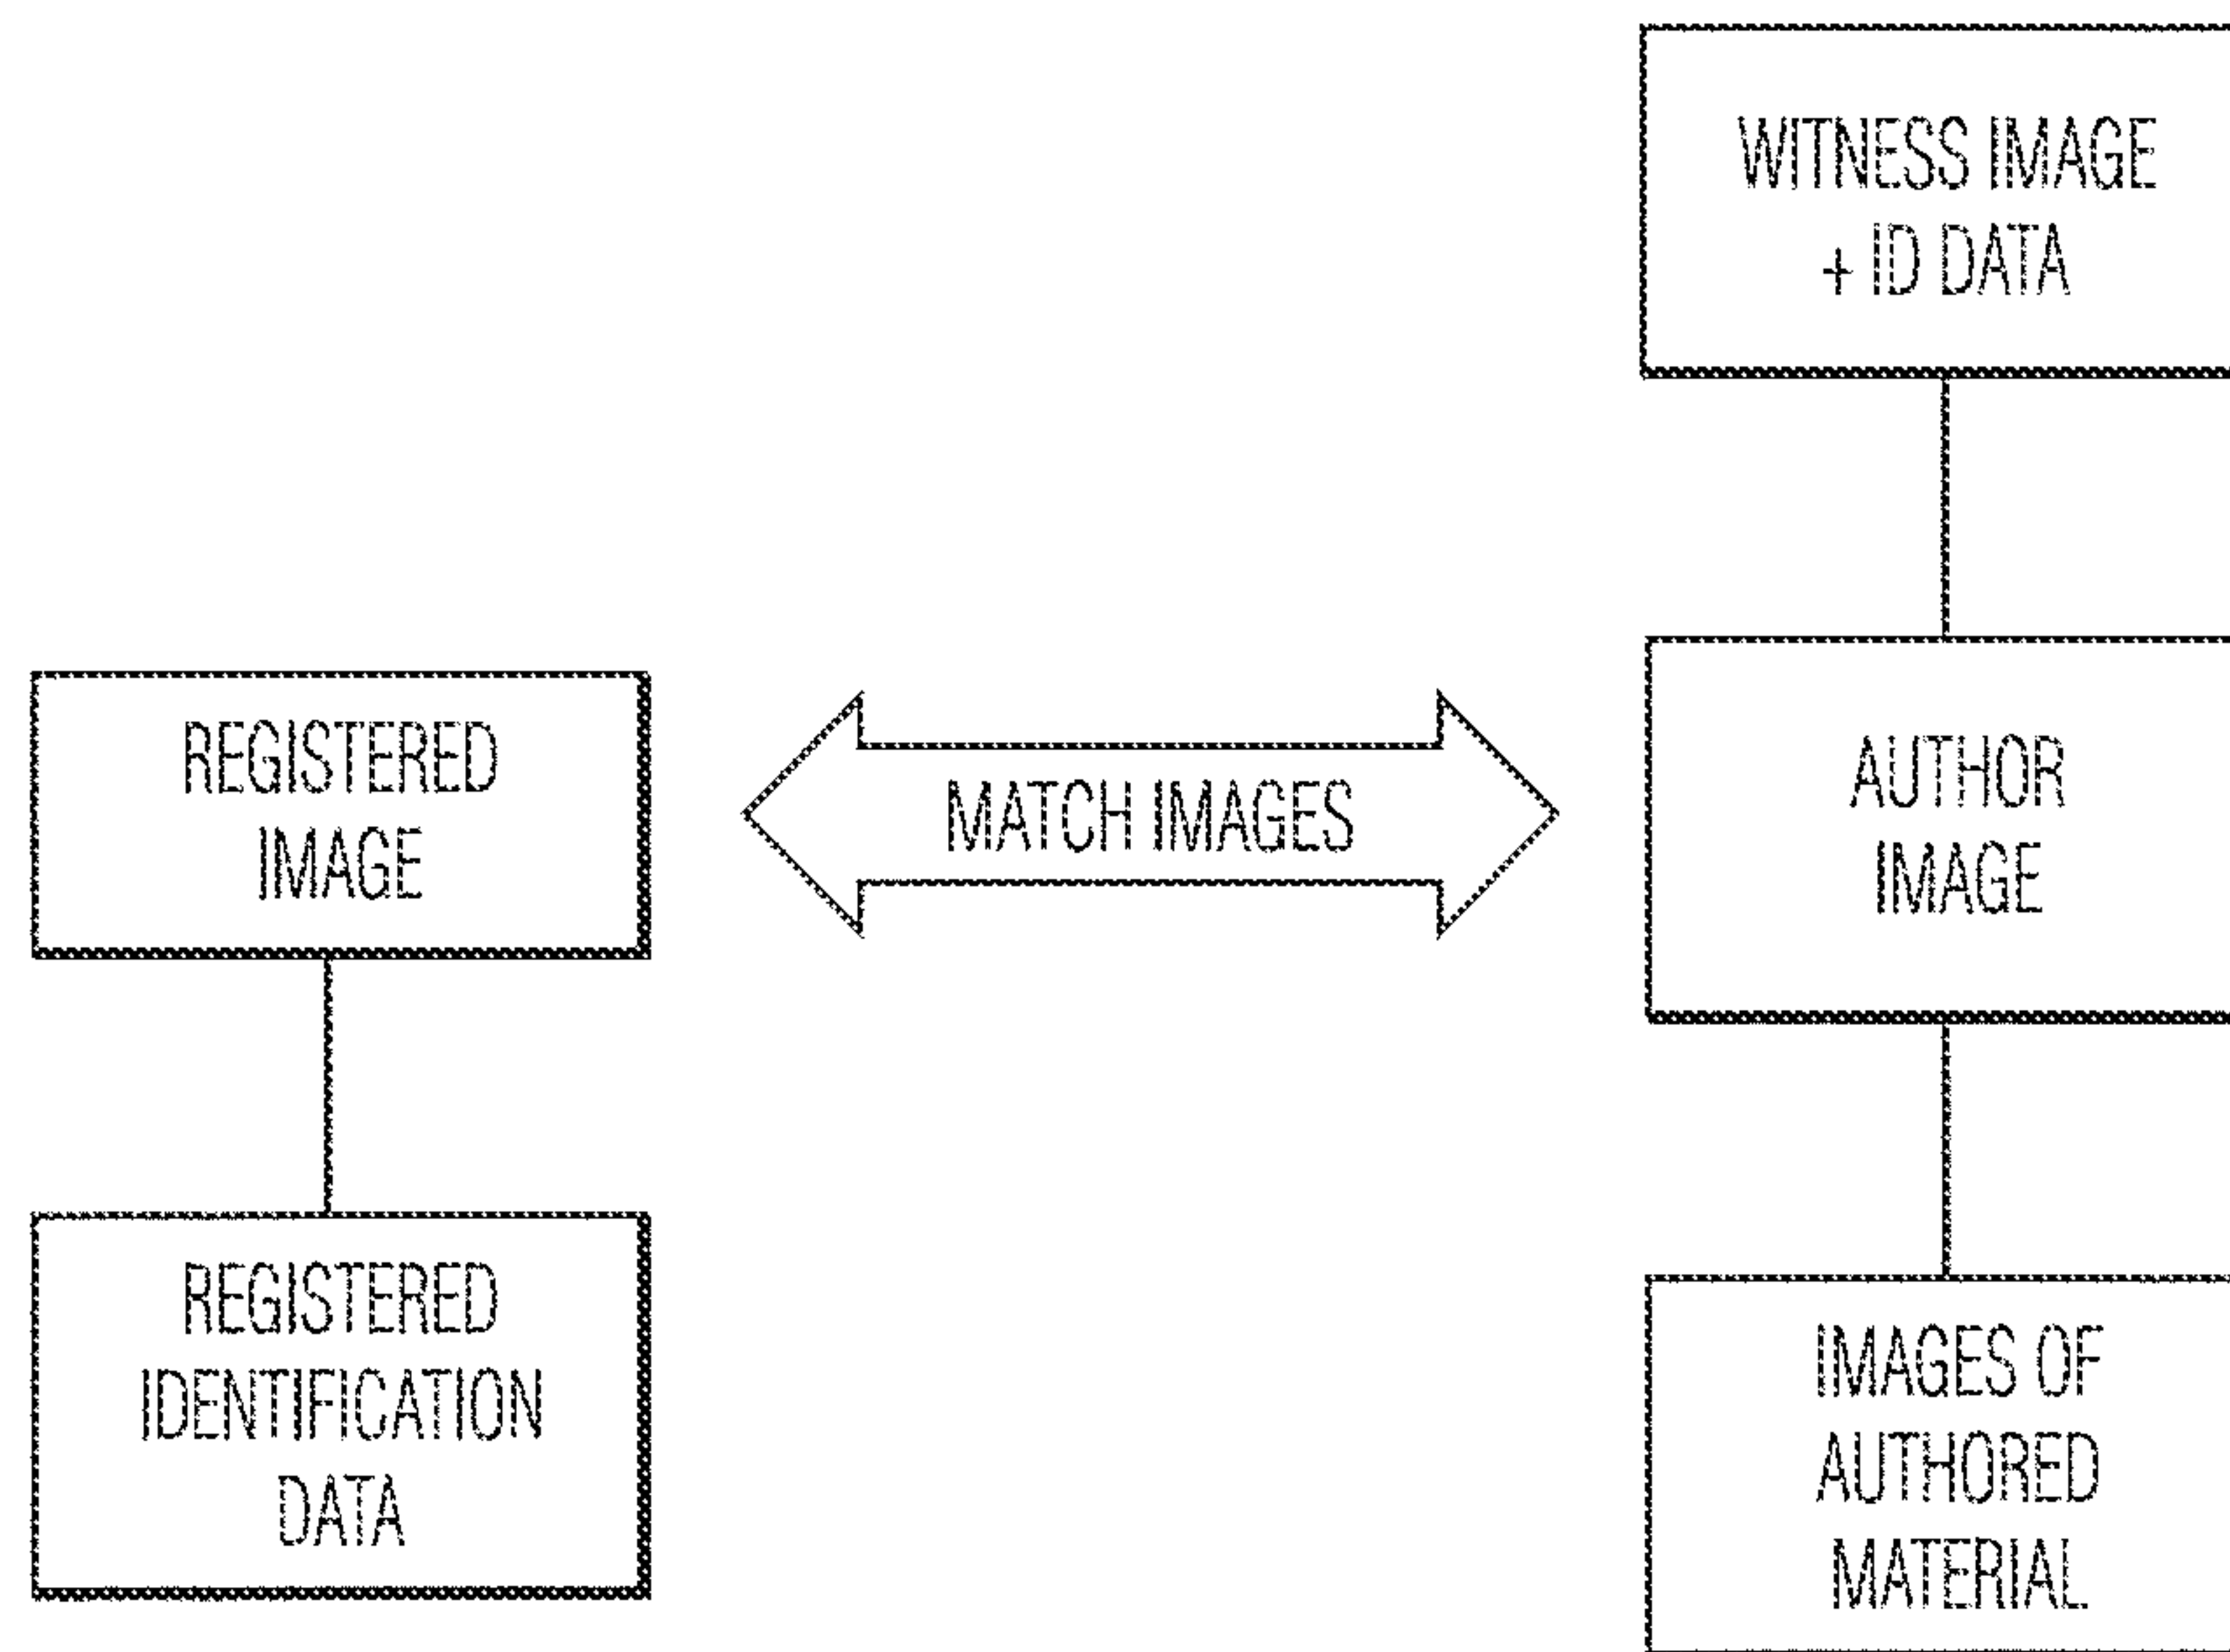 WITNESS IMAGE
+ ID DATA
REGISTERED
IMAGE
MATCH IMAGES
AUTHOR
IMAGE
REGISTERED
IDENTIFICATION
DATA
IMAGES OF
AUTHORED
MATERIAL